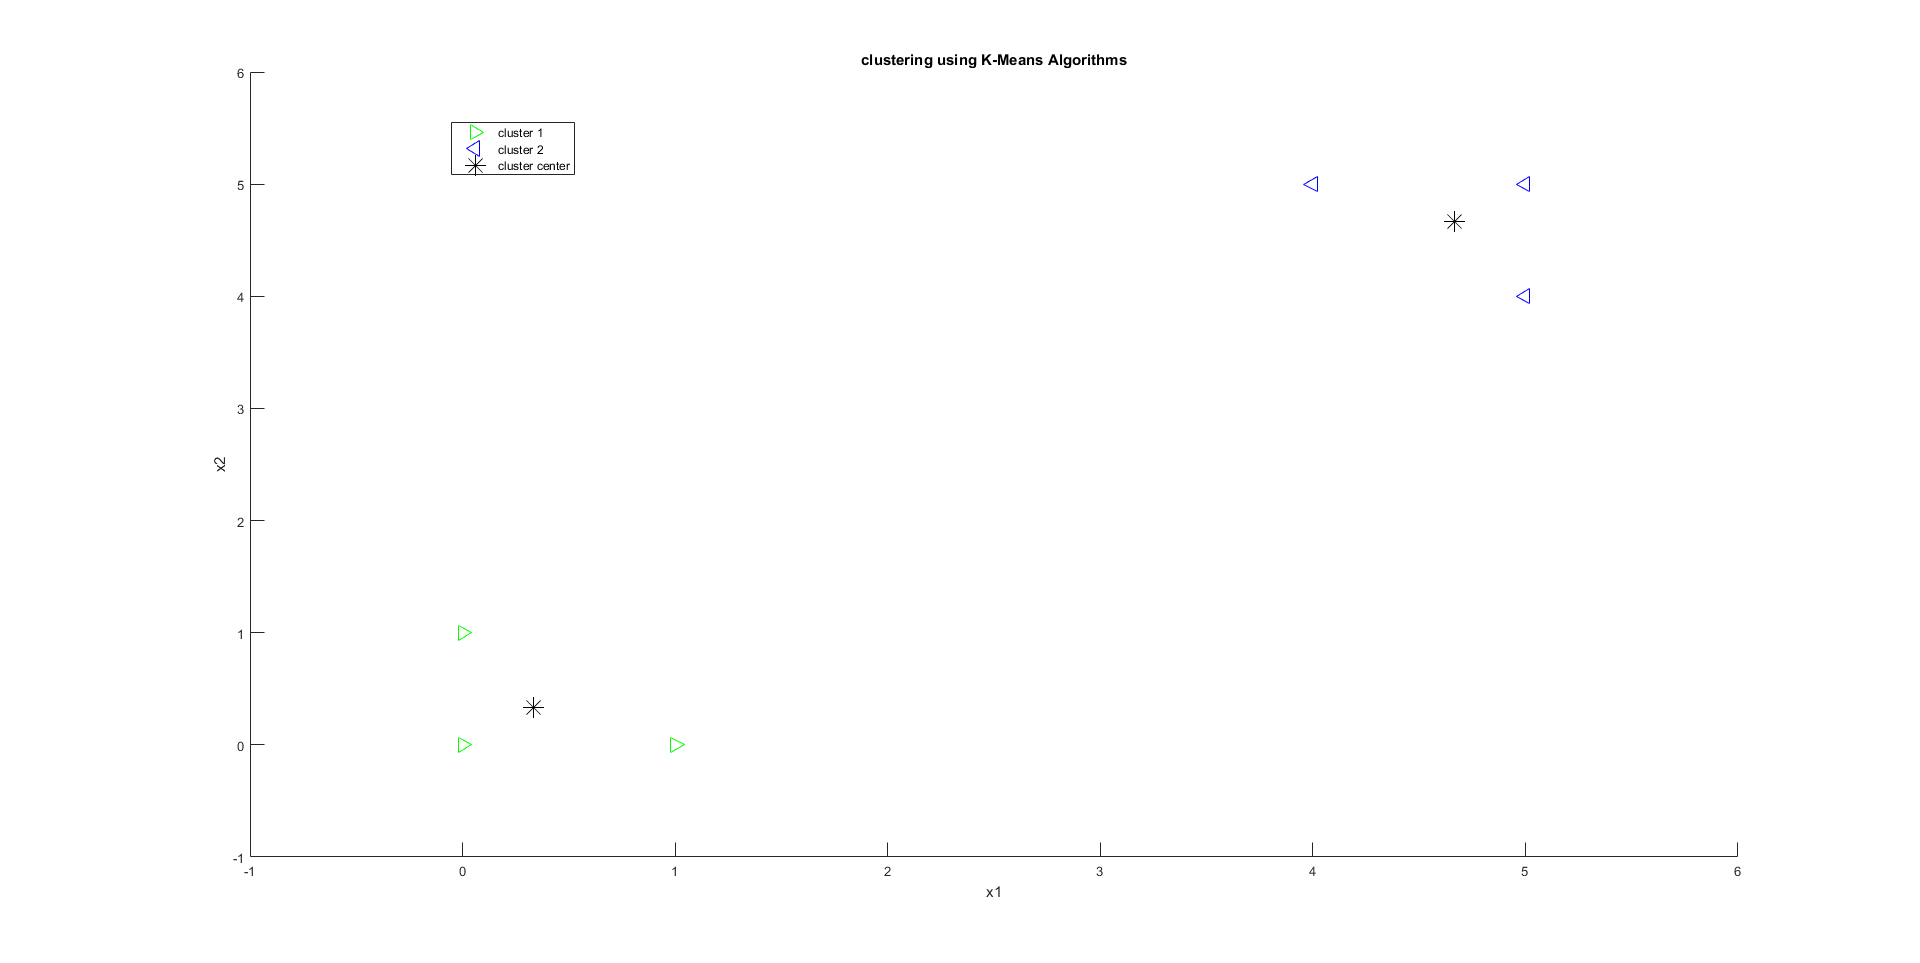 clustering using K-Means Algorithms
cluster 1
cluster 2
cluster center
6
5
4
3
2
1
0
-1
x2
-1 0 1 2 3 4 5 6
x1